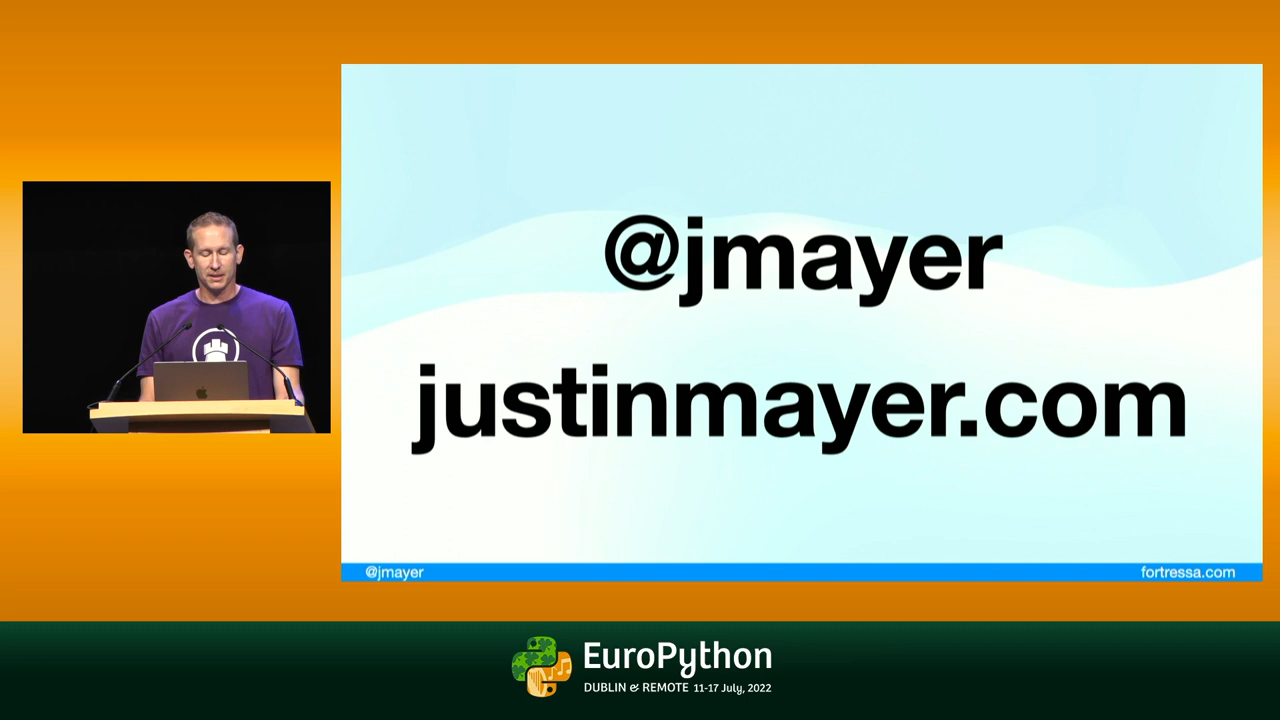 @jmayer
justinmayer.com
@jmayer
fortressa.com
EuroPython
DUBLIN & REMOTE 11-17 July, 2022